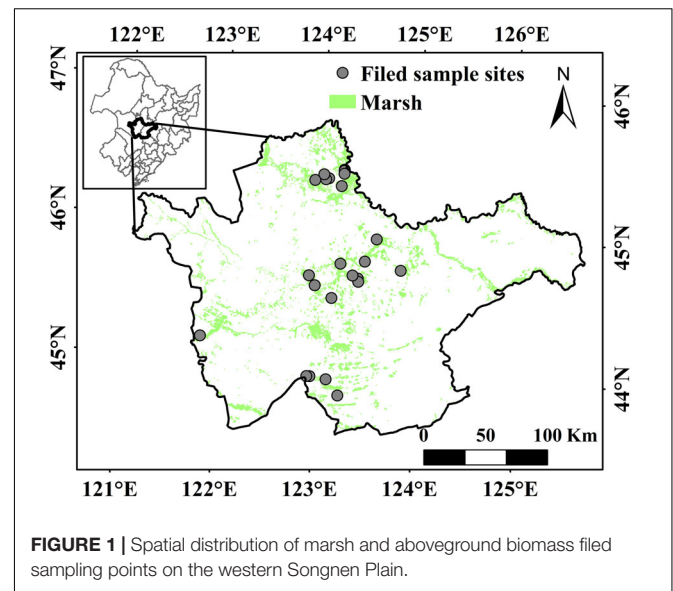 122°E 123°E 124°E 125°E 126°E
47°N
N
Filed sample sites
Marsh
46°N
46°N
45°N
45°N
44°N
0 50 100 Km
121°E 122°E 123°E 124°E 125°E
FIGURE 1 | Spatial distribution of marsh and aboveground biomass filed
sampling points on the western Songnen Plain.